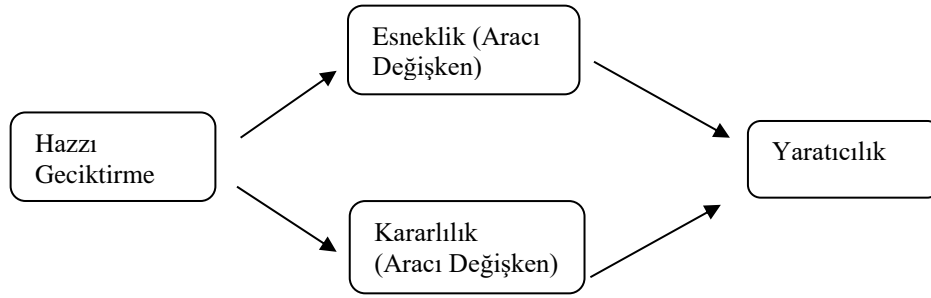 Esneklik (Aracı
Değişken)
Hazzı
Geciktirme
Yaratıcılık
Kararlılık
(Aracı Değişken)